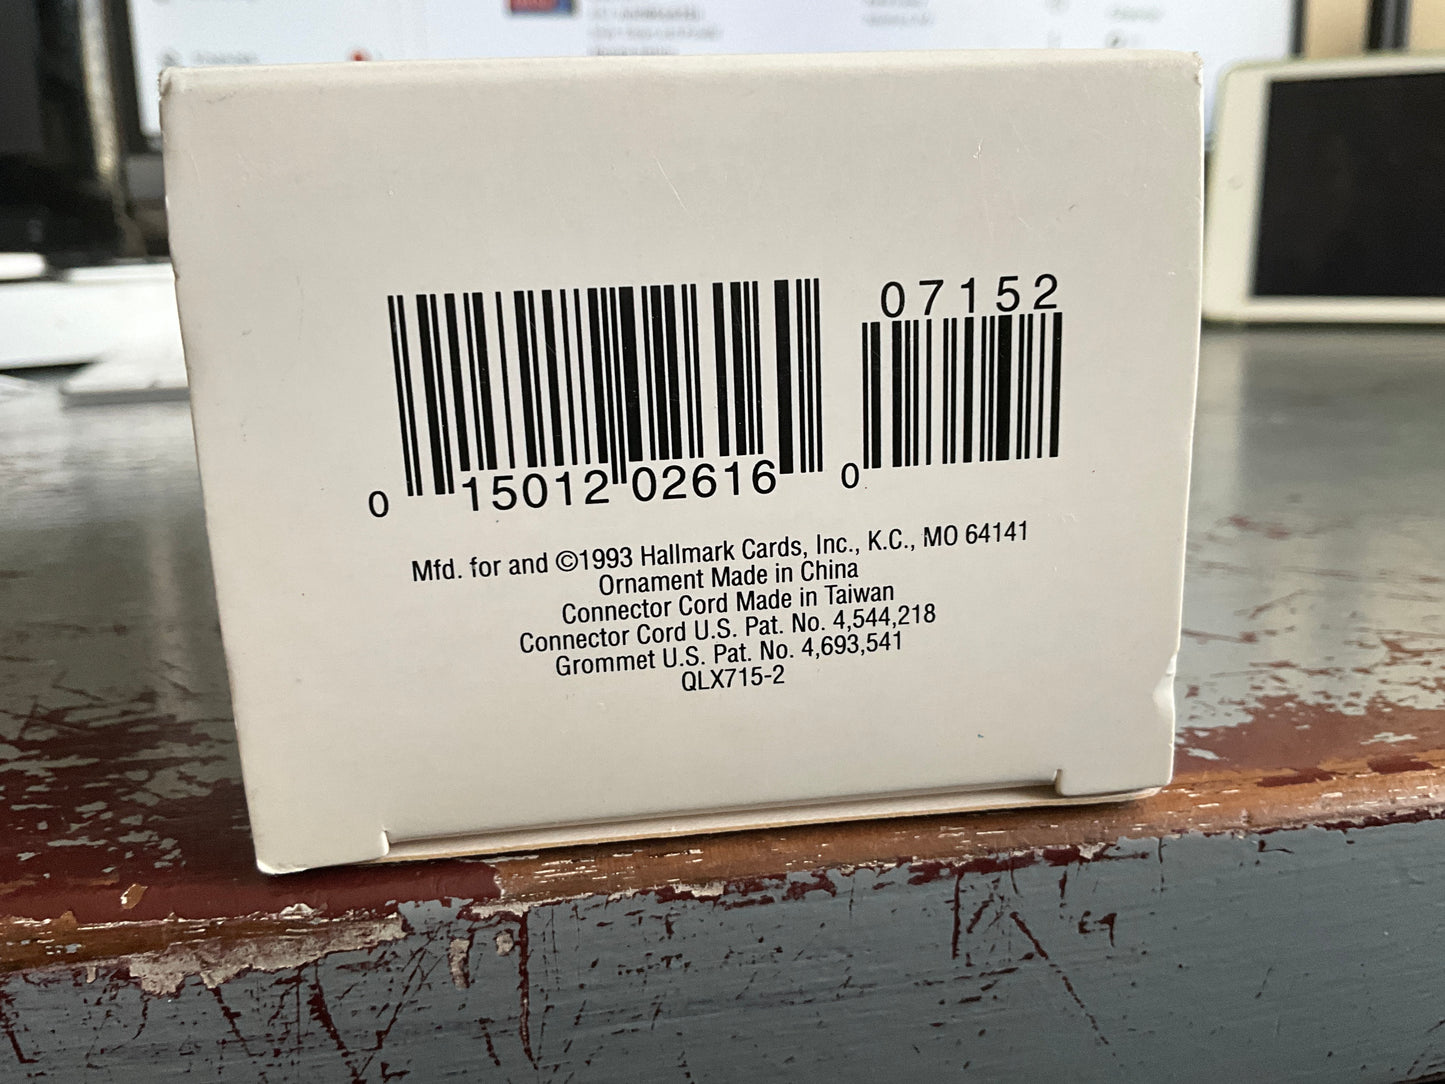 07152
0 15012 02616 0
Mfd. for and ©1993 Hallmark Cards, Inc., K.C., MO 64141
Ornament Made in China
Connector Cord Made in Taiwan
Connector Cord U.S. Pat. No. 4,544,218
Grommet U.S. Pat. No. 4,693,541
QLX715-2